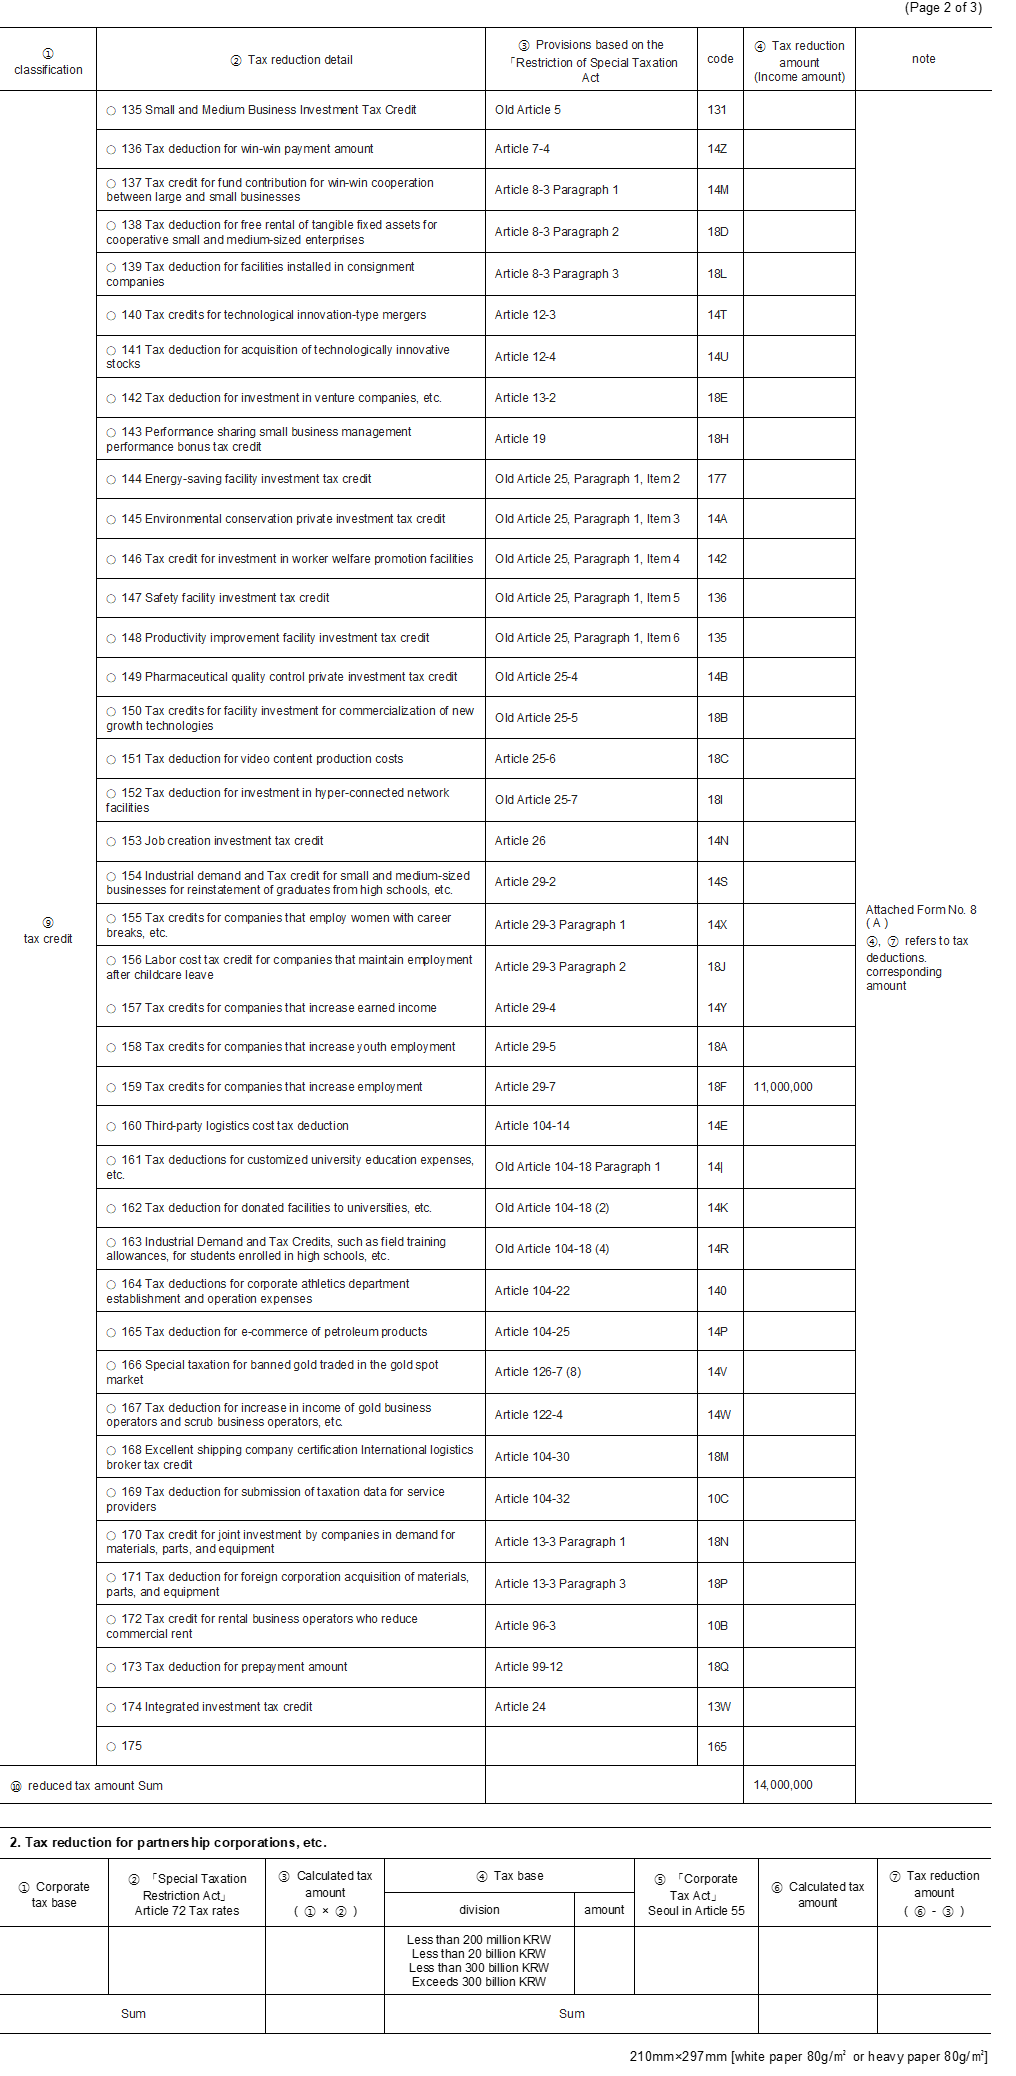 (Page 2 of 3)
①
classification
② Tax reduction detail
③ Provisions based on the
「Restriction of Special Taxation
Act
code
④ Tax reduction
amount
(Income amount)
note
○ 135 Small and Medium Business Investment Tax Credit
Old Article 5
131
○ 136 Tax deduction for win-win payment amount
Article 7-4
14Z
○ 137 Tax credit for fund contribution for win-win cooperation
between large and small businesses
Article 8-3 Paragraph 1
14M
○ 138 Tax deduction for free rental of tangible fixed assets for
cooperative small and medium-sized enterprises
Article 8-3 Paragraph 2
18D
○ 139 Tax deduction for facilities installed in consignment
companies
Article 8-3 Paragraph 3
18L
○ 140 Tax credits for technological innovation-type mergers
Article 12-3
14T
○ 141 Tax deduction for acquisition of technologically innovative
stocks
Article 12-4
14U
○ 142 Tax deduction for investment in venture companies, etc.
Article 13-2
18E
○ 143 Performance sharing small business management
performance bonus tax credit
Article 19
18H
○ 144 Energy-saving facility investment tax credit
Old Article 25, Paragraph 1, Item 2
177
○ 145 Environmental conservation private investment tax credit
Old Article 25, Paragraph 1, Item 3
14A
○ 146 Tax credit for investment in worker welfare promotion facilities
Old Article 25, Paragraph 1, Item 4
142
○ 147 Safety facility investment tax credit
Old Article 25, Paragraph 1, Item 5
136
○ 148 Productivity improvement facility investment tax credit
Old Article 25, Paragraph 1, Item 6
135
○ 149 Pharmaceutical quality control private investment tax credit
Old Article 25-4
14B
○ 150 Tax credits for facility investment for commercialization of new
growth technologies
Old Article 25-5
18B
○ 151 Tax deduction for video content production costs
Article 25-6
18C
○ 152 Tax deduction for investment in hyper-connected network
facilities
Old Article 25-7
18I
○ 153 Job creation investment tax credit
Article 26
14N
○ 154 Industrial demand and Tax credit for small and medium-sized
businesses for reinstatement of graduates from high schools, etc.
Article 29-2
14S
⑨
tax credit
○ 155 Tax credits for companies that employ women with career
breaks, etc.
Article 29-3 Paragraph 1
14X
Attached Form No. 8
( A )
④, ⑦ refers to tax
deductions.
corresponding
amount
○ 156 Labor cost tax credit for companies that maintain employment
after childcare leave
Article 29-3 Paragraph 2
18J
○ 157 Tax credits for companies that increase earned income
Article 29-4
14Y
○ 158 Tax credits for companies that increase youth employment
Article 29-5
18A
○ 159 Tax credits for companies that increase employment
Article 29-7
18F
11,000,000
○ 160 Third-party logistics cost tax deduction
Article 104-14
14E
○ 161 Tax deductions for customized university education expenses,
etc.
Old Article 104-18 Paragraph 1
14|
○ 162 Tax deduction for donated facilities to universities, etc.
Old Article 104-18 (2)
14K
○ 163 Industrial Demand and Tax Credits, such as field training
allowances, for students enrolled in high schools, etc.
Old Article 104-18 (4)
14R
○ 164 Tax deductions for corporate athletics department
establishment and operation expenses
Article 104-22
140
○ 165 Tax deduction for e-commerce of petroleum products
Article 104-25
14P
○ 166 Special taxation for banned gold traded in the gold spot
market
Article 126-7 (8)
14V
○ 167 Tax deduction for increase in income of gold business
operators and scrub business operators, etc.
Article 122-4
14W
○ 168 Excellent shipping company certification International logistics
broker tax credit
Article 104-30
18M
○ 169 Tax deduction for submission of taxation data for service
providers
Article 104-32
10C
○ 170 Tax credit for joint investment by companies in demand for
materials, parts, and equipment
Article 13-3 Paragraph 1
18N
○ 171 Tax deduction for foreign corporation acquisition of materials,
parts, and equipment
Article 13-3 Paragraph 3
18P
○ 172 Tax credit for rental business operators who reduce
commercial rent
Article 96-3
10B
○ 173 Tax deduction for prepayment amount
Article 99-12
18Q
○ 174 Integrated investment tax credit
Article 24
13W
○ 175
165
⑩ reduced tax amount Sum
14,000,000
2. Tax reduction for partnership corporations, etc.
① Corporate
tax base
② 「Special Taxation
Restriction Act」
Article 72 Tax rates
③ Calculated tax
amount
( ① × ② )
④ Tax base
division
amount
⑤ 「Corporate
Tax Act」
Seoul in Article 55
⑥ Calculated tax
amount
⑦ Tax reduction
amount
( ⑥ - ③ )
Less than 200 million KRW
Less than 20 billion KRW
Less than 300 billion KRW
Exceeds 300 billion KRW
Sum
Sum
210mm×297mm [white paper 80g/㎡ or heavy paper 80g/㎡]